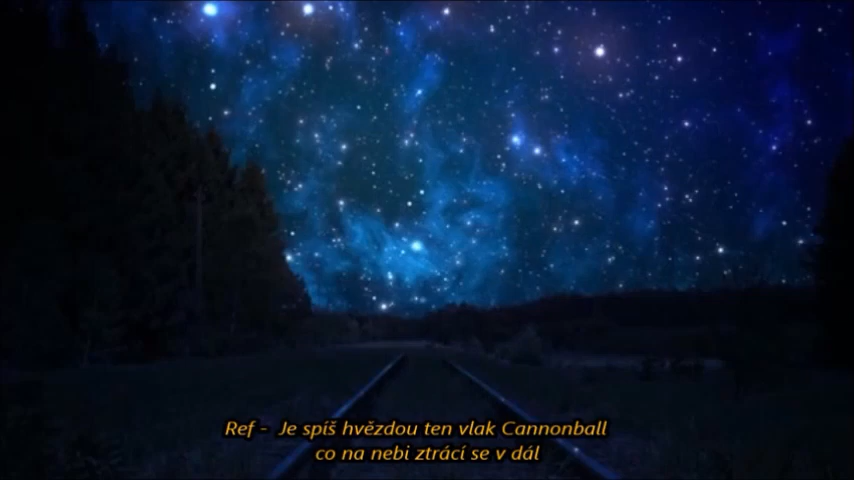 Ref - Je spíš hvězdou ten vlak Cannonball
co na nebi ztrácí se v dál